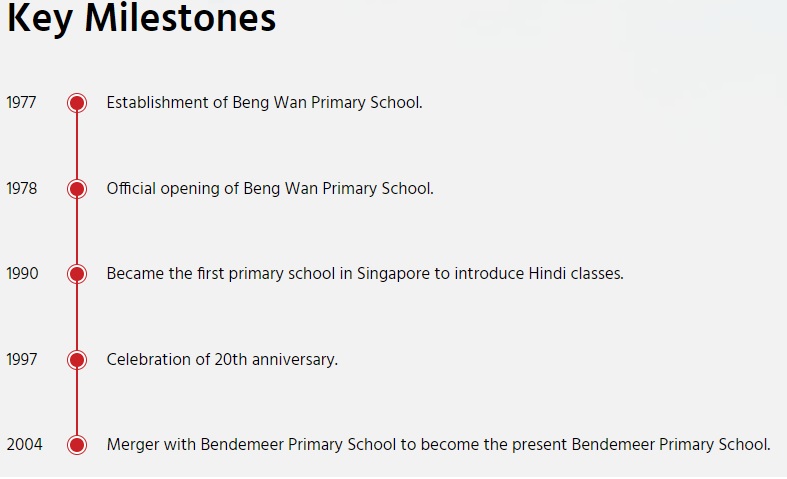 Key Milestones
1977 Establishment of Beng Wan Primary School.
1978 Official opening of Beng Wan Primary School.
1990 Became the first primary school in Singapore to introduce Hindi classes.
1997 Celebration of 20th anniversary.
2004 Merger with Bendemeer Primary School to become the present Bendemeer Primary School.